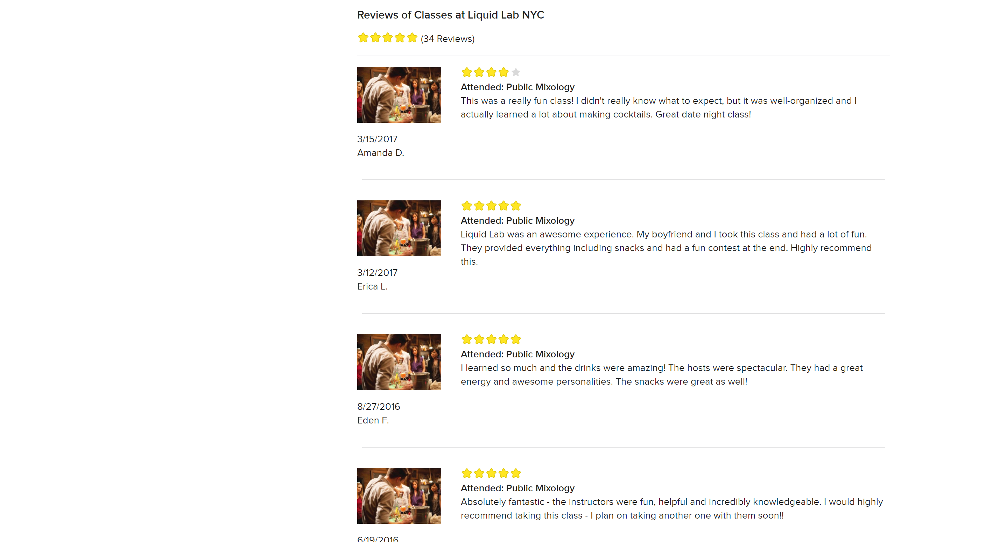 Reviews of Classes at Liquid Lab NYC
(34 Reviews)
Attended: Public Mixology
This was a really fun class! I didn't really know what to expect, but it was well-organized and I
actually learned a lot about making cocktails. Great date night class!
3/15/2017
Amanda D.
Attended: Public Mixology
Liquid Lab was an awesome experience. My boyfriend and I took this class and had a lot of fun.
They provided everything including snacks and had a fun contest at the end. Highly recommend
this.
3/12/2017
Erica L.
Attended: Public Mixology
I learned so much and the drinks were amazing! The hosts were spectacular. They had a great
energy and awesome personalities. The snacks were great as well!
8/27/2016
Eden F.
Attended: Public Mixology
Absolutely fantastic - the instructors were fun, helpful and incredibly knowledgeable. I would highly
recommend taking this class - I plan on taking another one with them soon!!
6/19/2016